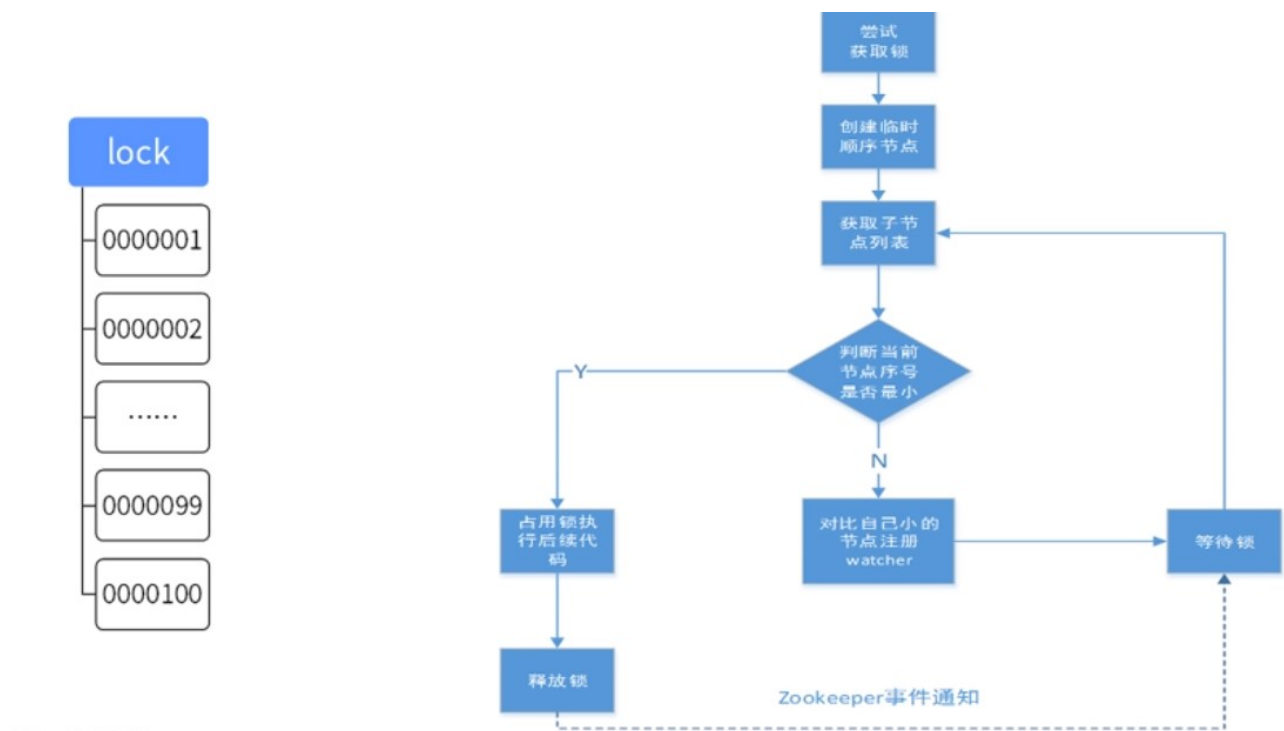 lock
0000001
0000002
……
0000099
0000100
尝试
获取锁
创建临时
顺序节点
获取子节
点列表
判断当前
节点序号
是否最小
Y
N
占用锁执
行后续代
码
对比自己小的
节点注册
watcher
等待锁
释放锁
Zookeeper事件通知